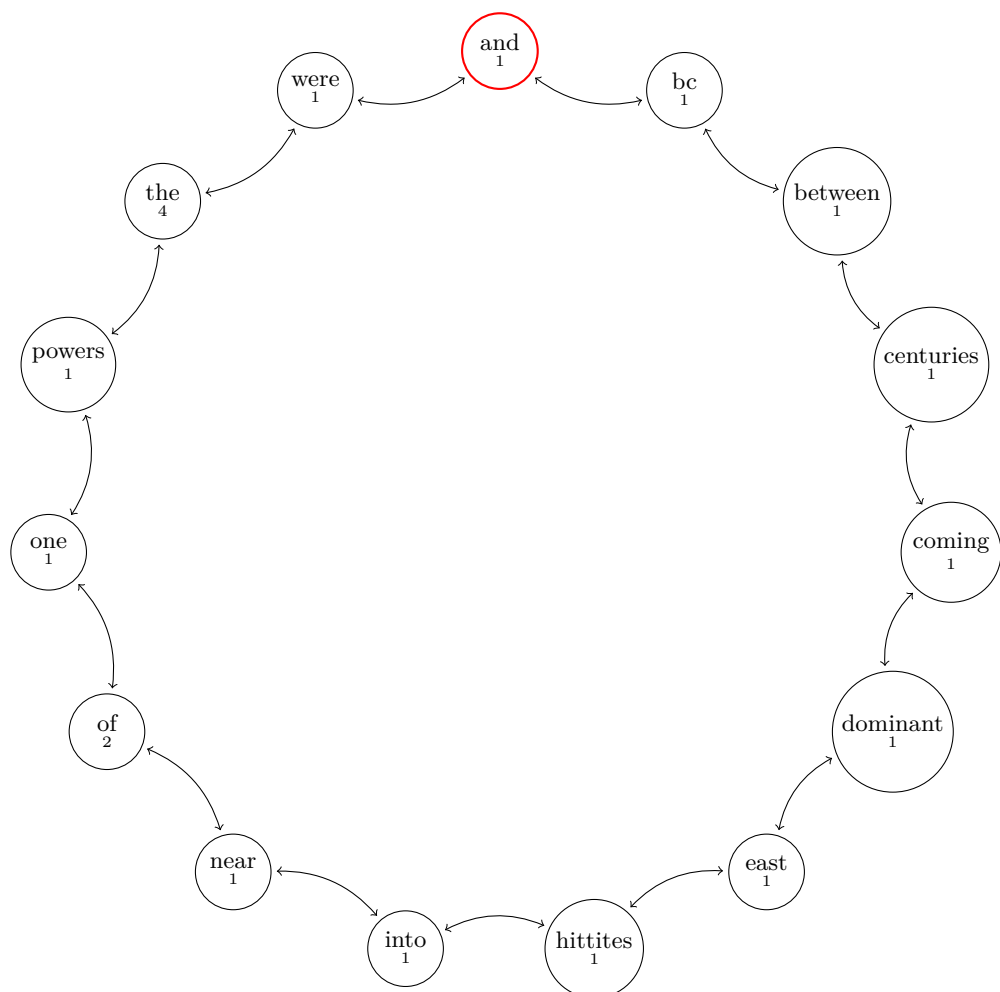 and
1
bc
1
between
1
centuries
1
coming
1
dominant
1
east
1
hittites
1
into
1
near
1
of
2
one
1
powers
1
the
4
were
1